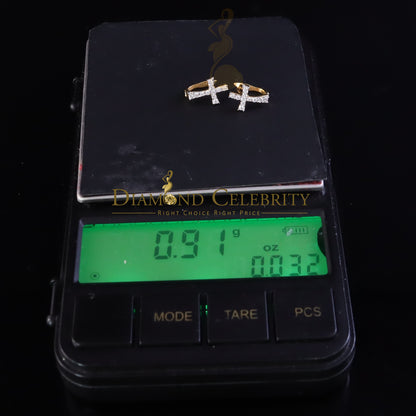 DIAMOND CELEBRITY
RIGHT CHOICE RIGHT PRICE
0.91 g
oz
0.032
MODE TARE PCS